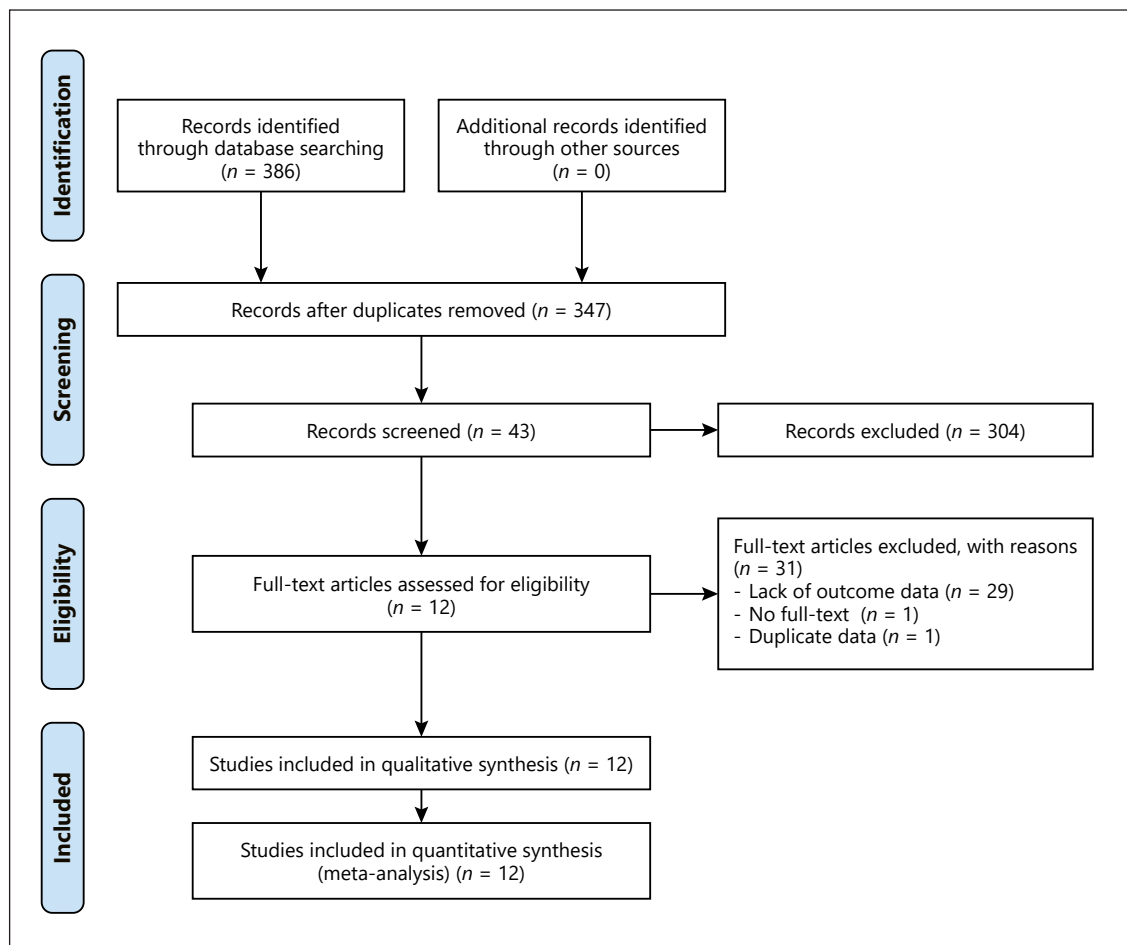 Identification
Records identified
through database searching
(n = 386)
Additional records identified
through other sources
(n = 0)
Screening
Records after duplicates removed (n = 347)
Records screened (n = 43)
Records excluded (n = 304)
Eligibility
Full-text articles assessed for eligibility
(n = 12)
Full-text articles excluded, with reasons
(n = 31)
- Lack of outcome data (n = 29)
- No full-text (n = 1)
- Duplicate data (n = 1)
Included
Studies included in qualitative synthesis (n = 12)
Studies included in quantitative synthesis
(meta-analysis) (n = 12)